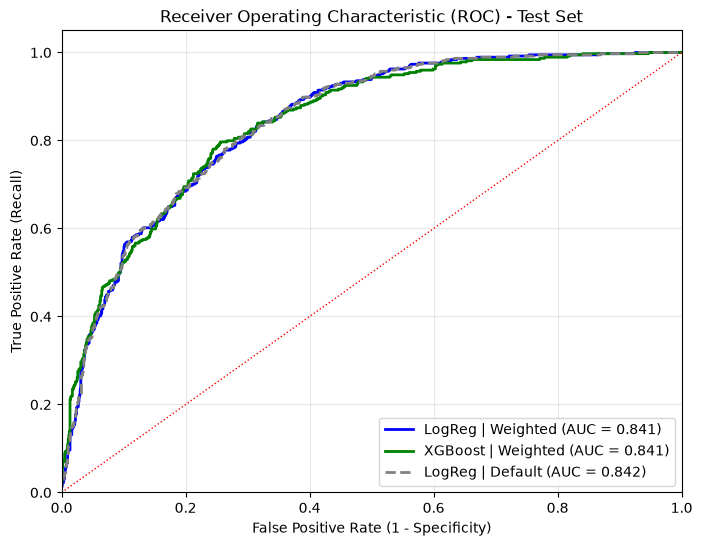 Receiver Operating Characteristic (ROC) - Test Set
True Positive Rate (Recall)
1.0
0.8
0.6
0.4
0.2
0.0
0.0 0.2 0.4 0.6 0.8 1.0
False Positive Rate (1 - Specificity)
LogReg | Weighted (AUC = 0.841)
XGBoost | Weighted (AUC = 0.841)
LogReg | Default (AUC = 0.842)